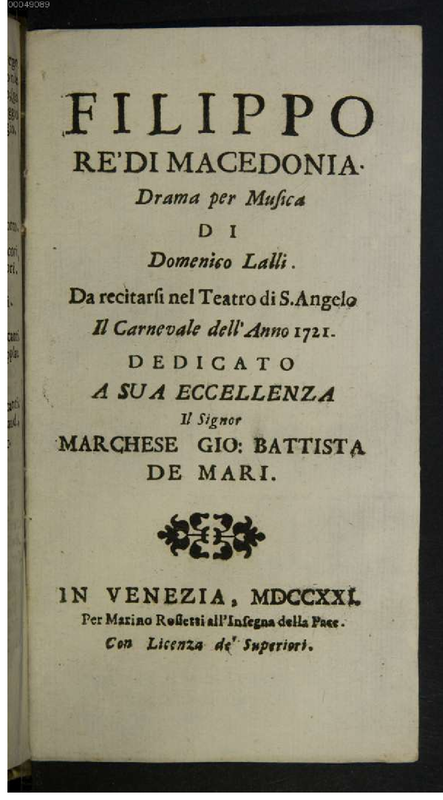 00049089
FILIPPO
RE'DI MACEDONIA.
Drama per Muſica
DI
Domenico Lalli.
Da recitarſi nel Teatro di S. Angelo
Il Carnevale dell'Anno 1721.
DEDICATO
A SUA ECCELLENZA
Il Signor
MARCHESE GIO: BATTISTA
DE MARI.
IN VENEZIA, MDCCXXI.
Per Marino Roſſetti all'Inſegna della Pace.
Con Licenza de' Superiori.